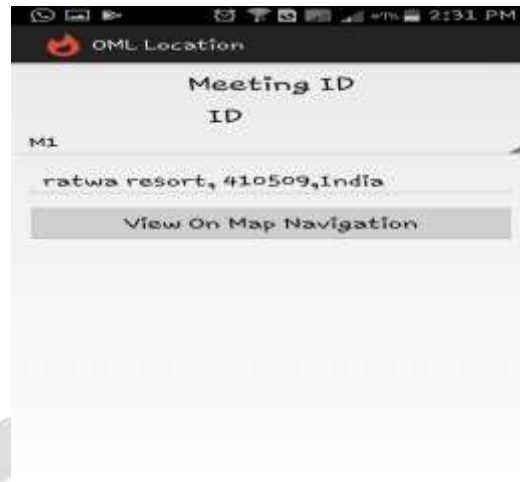 2:31 PM
OML Location
Meeting ID
ID
M1
ratwa resort, 410509,India
View On Map Navigation